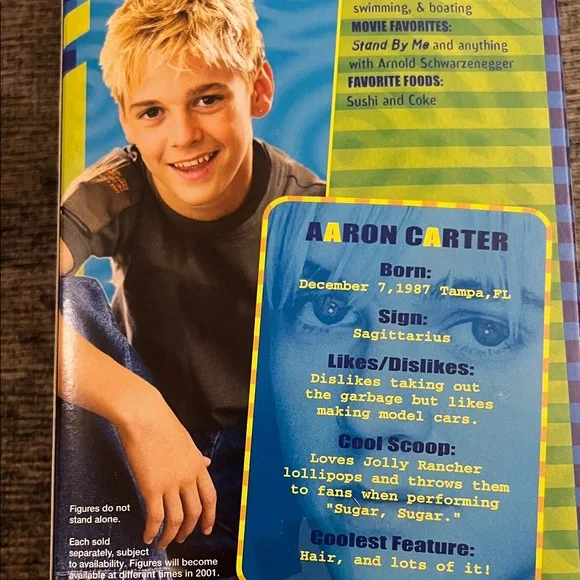 swimming, & boating
MOVIE FAVORITES:
Stand By Me and anything
with Arnold Schwarzenegger
FAVORITE FOODS:
Sushi and Coke
AARON CARTER
Born:
December 7,1987 Tampa,FL
Sign:
Sagittarius
Likes/Dislikes:
Dislikes taking out
the garbage but likes
making model cars.
Cool Scoop:
Loves Jolly Rancher
lollipops and throws them
to fans when performing
"Sugar, Sugar."
Coolest Feature:
Hair, and lots of it!
Figures do not
stand alone.
Each sold
separately, subject
to availability. Figures will become
available at different times in 2001.